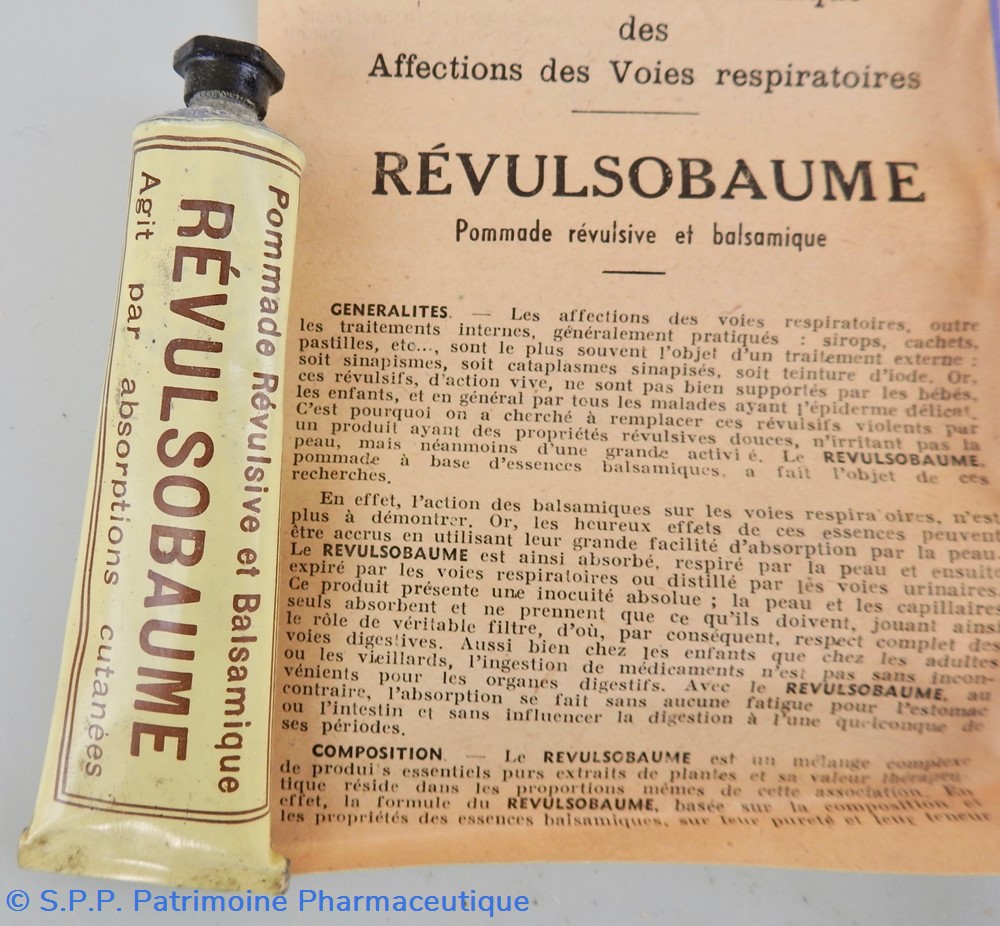 Pommade Révulsive et Balsamique
RÉVULSOBAUME
Agit par absorptions cutanées
des
Affections des Voies respiratoires
RÉVULSOBAUME
Pommade révulsive et balsamique
GENERALITES. — Les affections des voies respiratoires, outre
les traitements internes, généralement pratiqués : sirops, cachets,
pastilles, etc..., sont le plus souvent l'objet d'un traitement externe :
soit sinapismes, soit cataplasmes sinapisés, soit teinture d'iode. Or,
ces révulsifs, d'action vive, ne sont pas bien supportés par les bébés,
les enfants, et en général par tous les malades ayant l'épiderme délicat.
C'est pourquoi on a cherché à remplacer ces révulsifs violents par
un produit ayant des propriétés révulsives douces, n'irritant pas la
peau, mais néanmoins d'une grande activi é. Le REVULSOBAUME,
pommade à base d'essences balsamiques, a fait l'objet de ces
recherches.
En effet, l'action des balsamiques sur les voies respira oires, n'est
plus à démontrer. Or, les heureux effets de ces essences peuvent
être accrus en utilisant leur grande facilité d'absorption par la peau.
Le REVULSOBAUME est ainsi absorbé, respiré par la peau et ensuite
expiré par les voies respiratoires ou distillé par les voies urinaires.
Ce produit présente une inocuité absolue ; la peau et les capillaires
seuls absorbent et ne prennent que ce qu'ils doivent, jouant ainsi
le rôle de véritable filtre, d'où, par conséquent, respect complet des
voies digestives. Aussi bien chez les enfants que chez les adultes
ou les vieillards, l'ingestion de médicaments n'est pas sans incon-
vénients pour les organes digestifs. Avec le REVULSOBAUME, au
contraire, l'absorption se fait sans aucune fatigue pour l'estomac
ou l'intestin et sans influencer la digestion à l'une quelconque de
ses périodes.
COMPOSITION. — Le REVULSOBAUME est un mélange complexe
de produi s essentiels purs extraits de plantes et sa valeur thérapeu-
tique réside dans les proportions mêmes de cette association. En
effet, la formule du REVULSOBAUME, basée sur la composition et
les propriétés des essences balsamiques, sur leur pureté et leur teneur
© S.P.P. Patrimoine Pharmaceutique